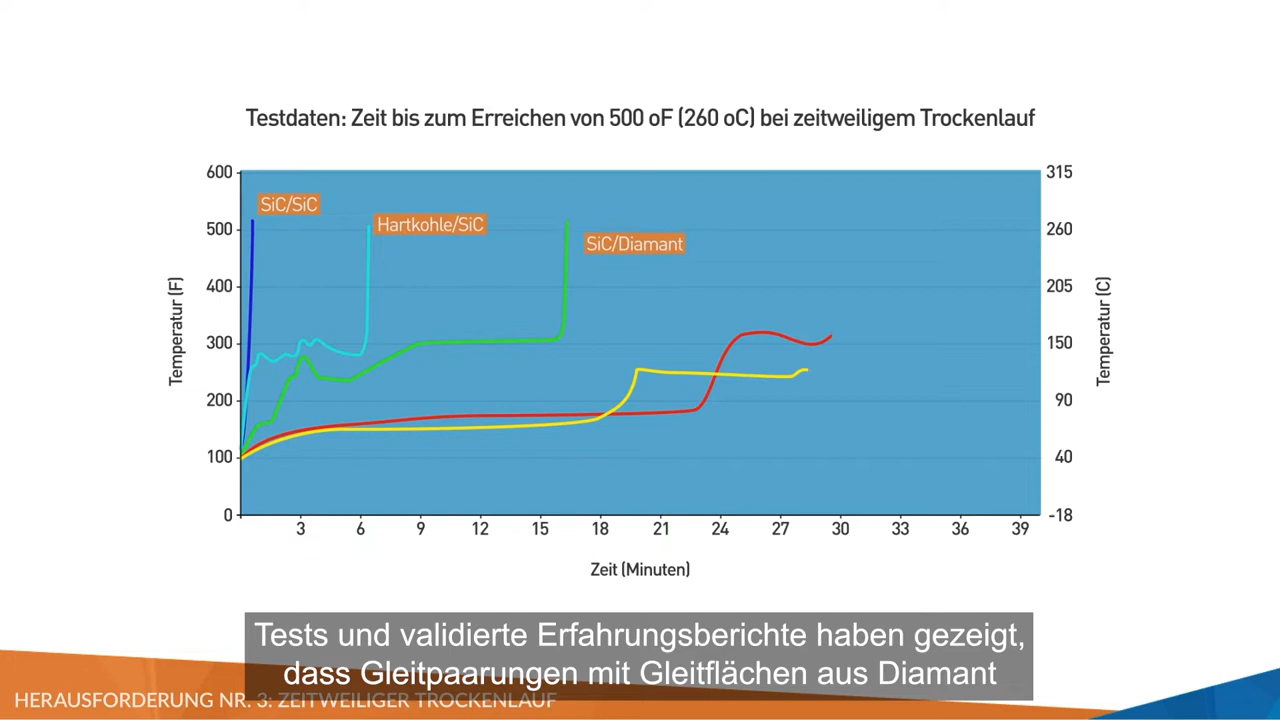 Testdaten: Zeit bis zum Erreichen von 500 oF (260 oC) bei zeitweiligem Trockenlauf
600
500
400
300
200
100
0
Temperatur (F)
SiC/SiC
Hartkohle/SiC
SiC/Diamant
315
260
205
150
90
40
-18
Temperatur (C)
3 6 9 12 15 18 21 24 27 30 33 36 39
Zeit (Minuten)
Tests und validierte Erfahrungsberichte haben gezeigt,
dass Gleitpaarungen mit Gleitflächen aus Diamant
HERAUSFORDERUNG NR. 3: ZEITWEILIGER TROCKENLAUF